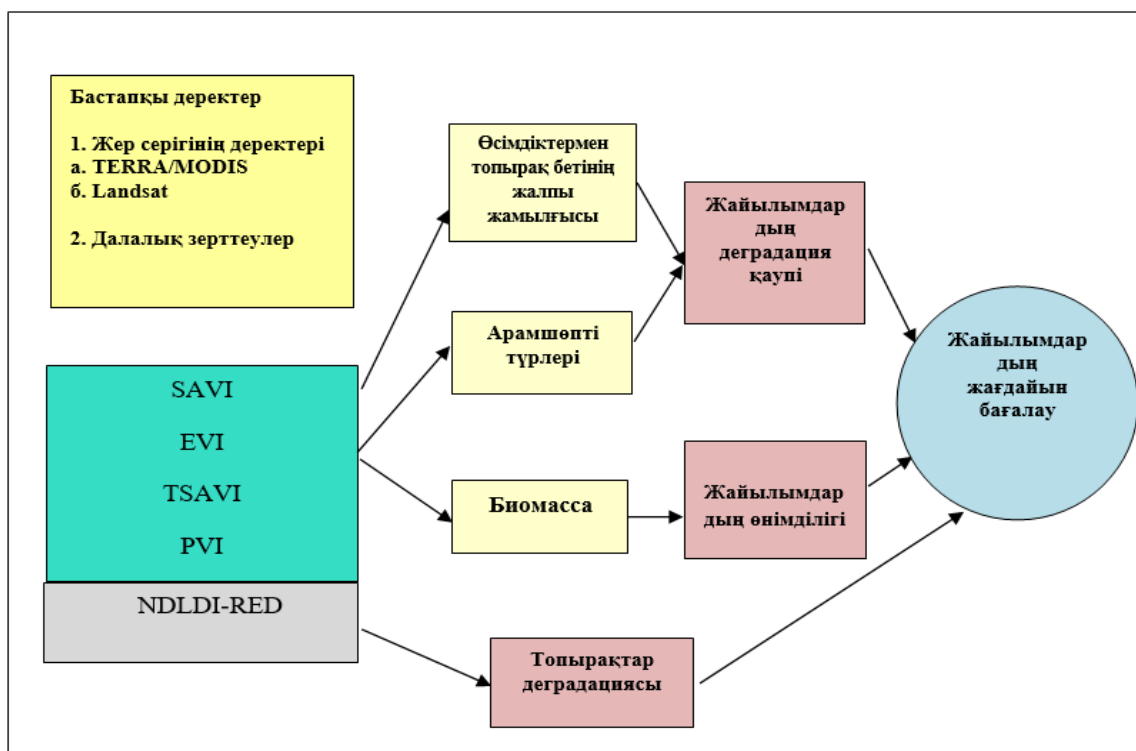 Бастапқы деректер
1. Жер серігінің деректері
а. TERRA/MODIS
б. Landsat
2. Далалық зерттеулер
SAVI
EVI
TSAVI
PVI
NDLDI-RED
Өсімдіктермен
топырақ бетінің
жалпы
жамылғысы
Арамшөпті
түрлері
Биомасса
Жайылымдар
дың
деградация
қаупі
Жайылымдар
дың өнімділігі
Топырақтар
деградациясы
Жайылымдар
дың
жағдайын
бағалау